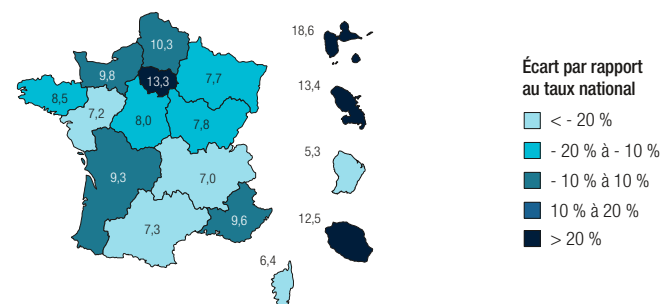 18,6
10,3
9,8
13,3
7,7
13,4
8,5
7,2
8,0
7,8
5,3
9,3
7,0
12,5
9,6
7,3
6,4
Écart par rapport
au taux national
< - 20 %
- 20 % à - 10 %
- 10 % à 10 %
10 % à 20 %
> 20 %